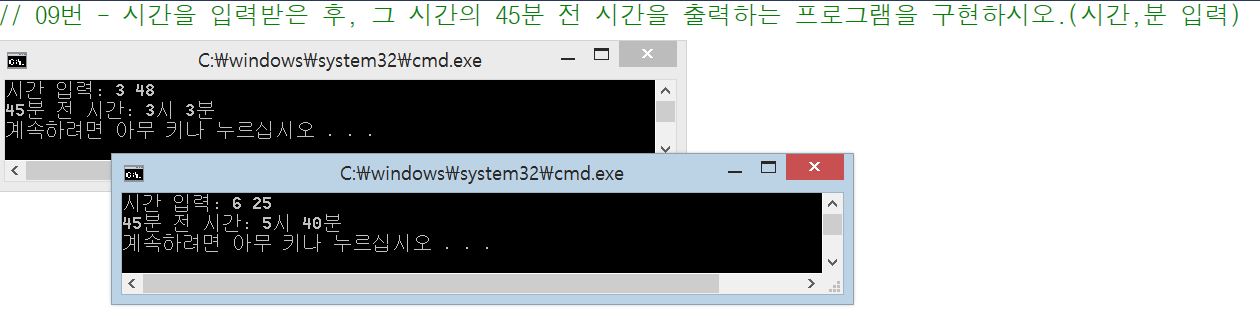 // 09번 - 시간을 입력받은 후, 그 시간의 45분 전 시간을 출력하는 프로그램을 구현하시오.(시간,분 입력)
C:₩windows₩system32₩cmd.exe
시간 입력: 3 48
45분 전 시간: 3시 3분
계속하려면 아무 키나 누르십시오 . . .
C:₩windows₩system32₩cmd.exe
시간 입력: 6 25
45분 전 시간: 5시 40분
계속하려면 아무 키나 누르십시오 . . .